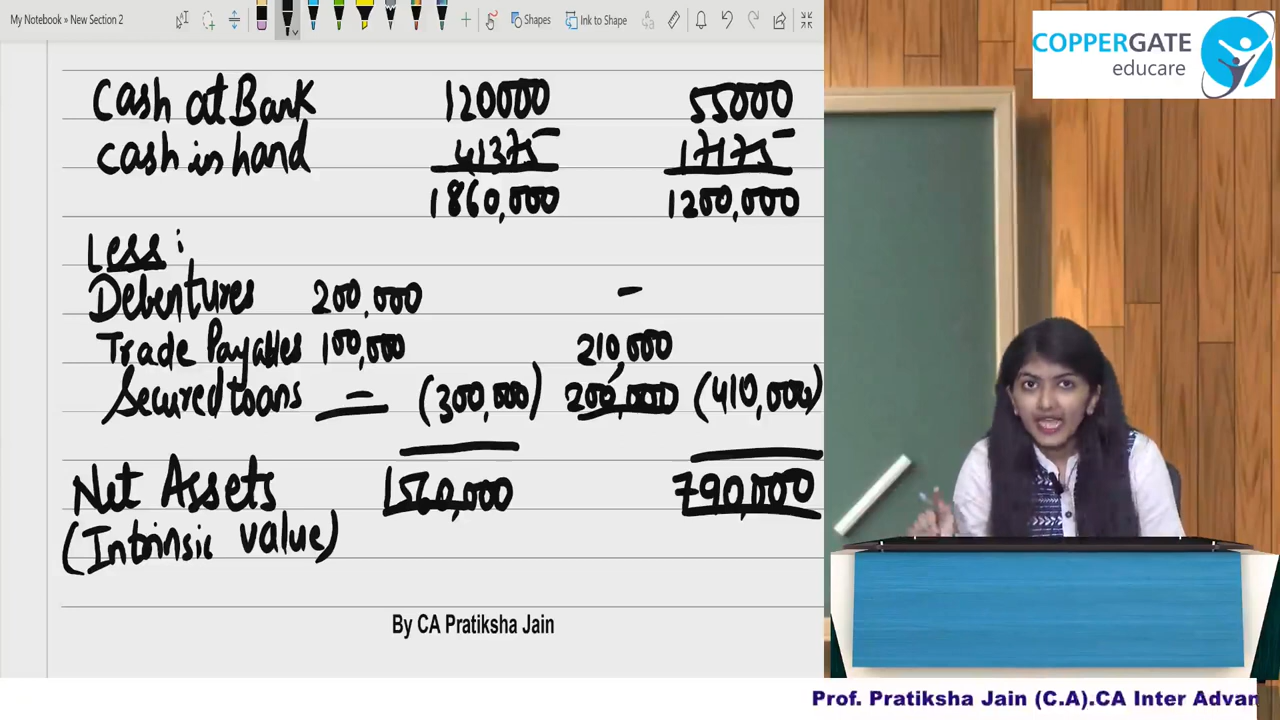 My Notebook » New Section 2
Shapes
Ink to Shape
COPPERGATE
educare
Cash at Bank 120000 55000
Cash in hand 41375 17175
1860,000 1200,000
Less :
Debentures 200,000 -
Trade Payables 100,000 210,000
Secured loans - (300,000) 200,000 (410,000)
Net Assets 1560,000 790,000
(Intrinsic value)
By CA Pratiksha Jain
Prof. Pratiksha Jain (C.A).CA Inter Advan